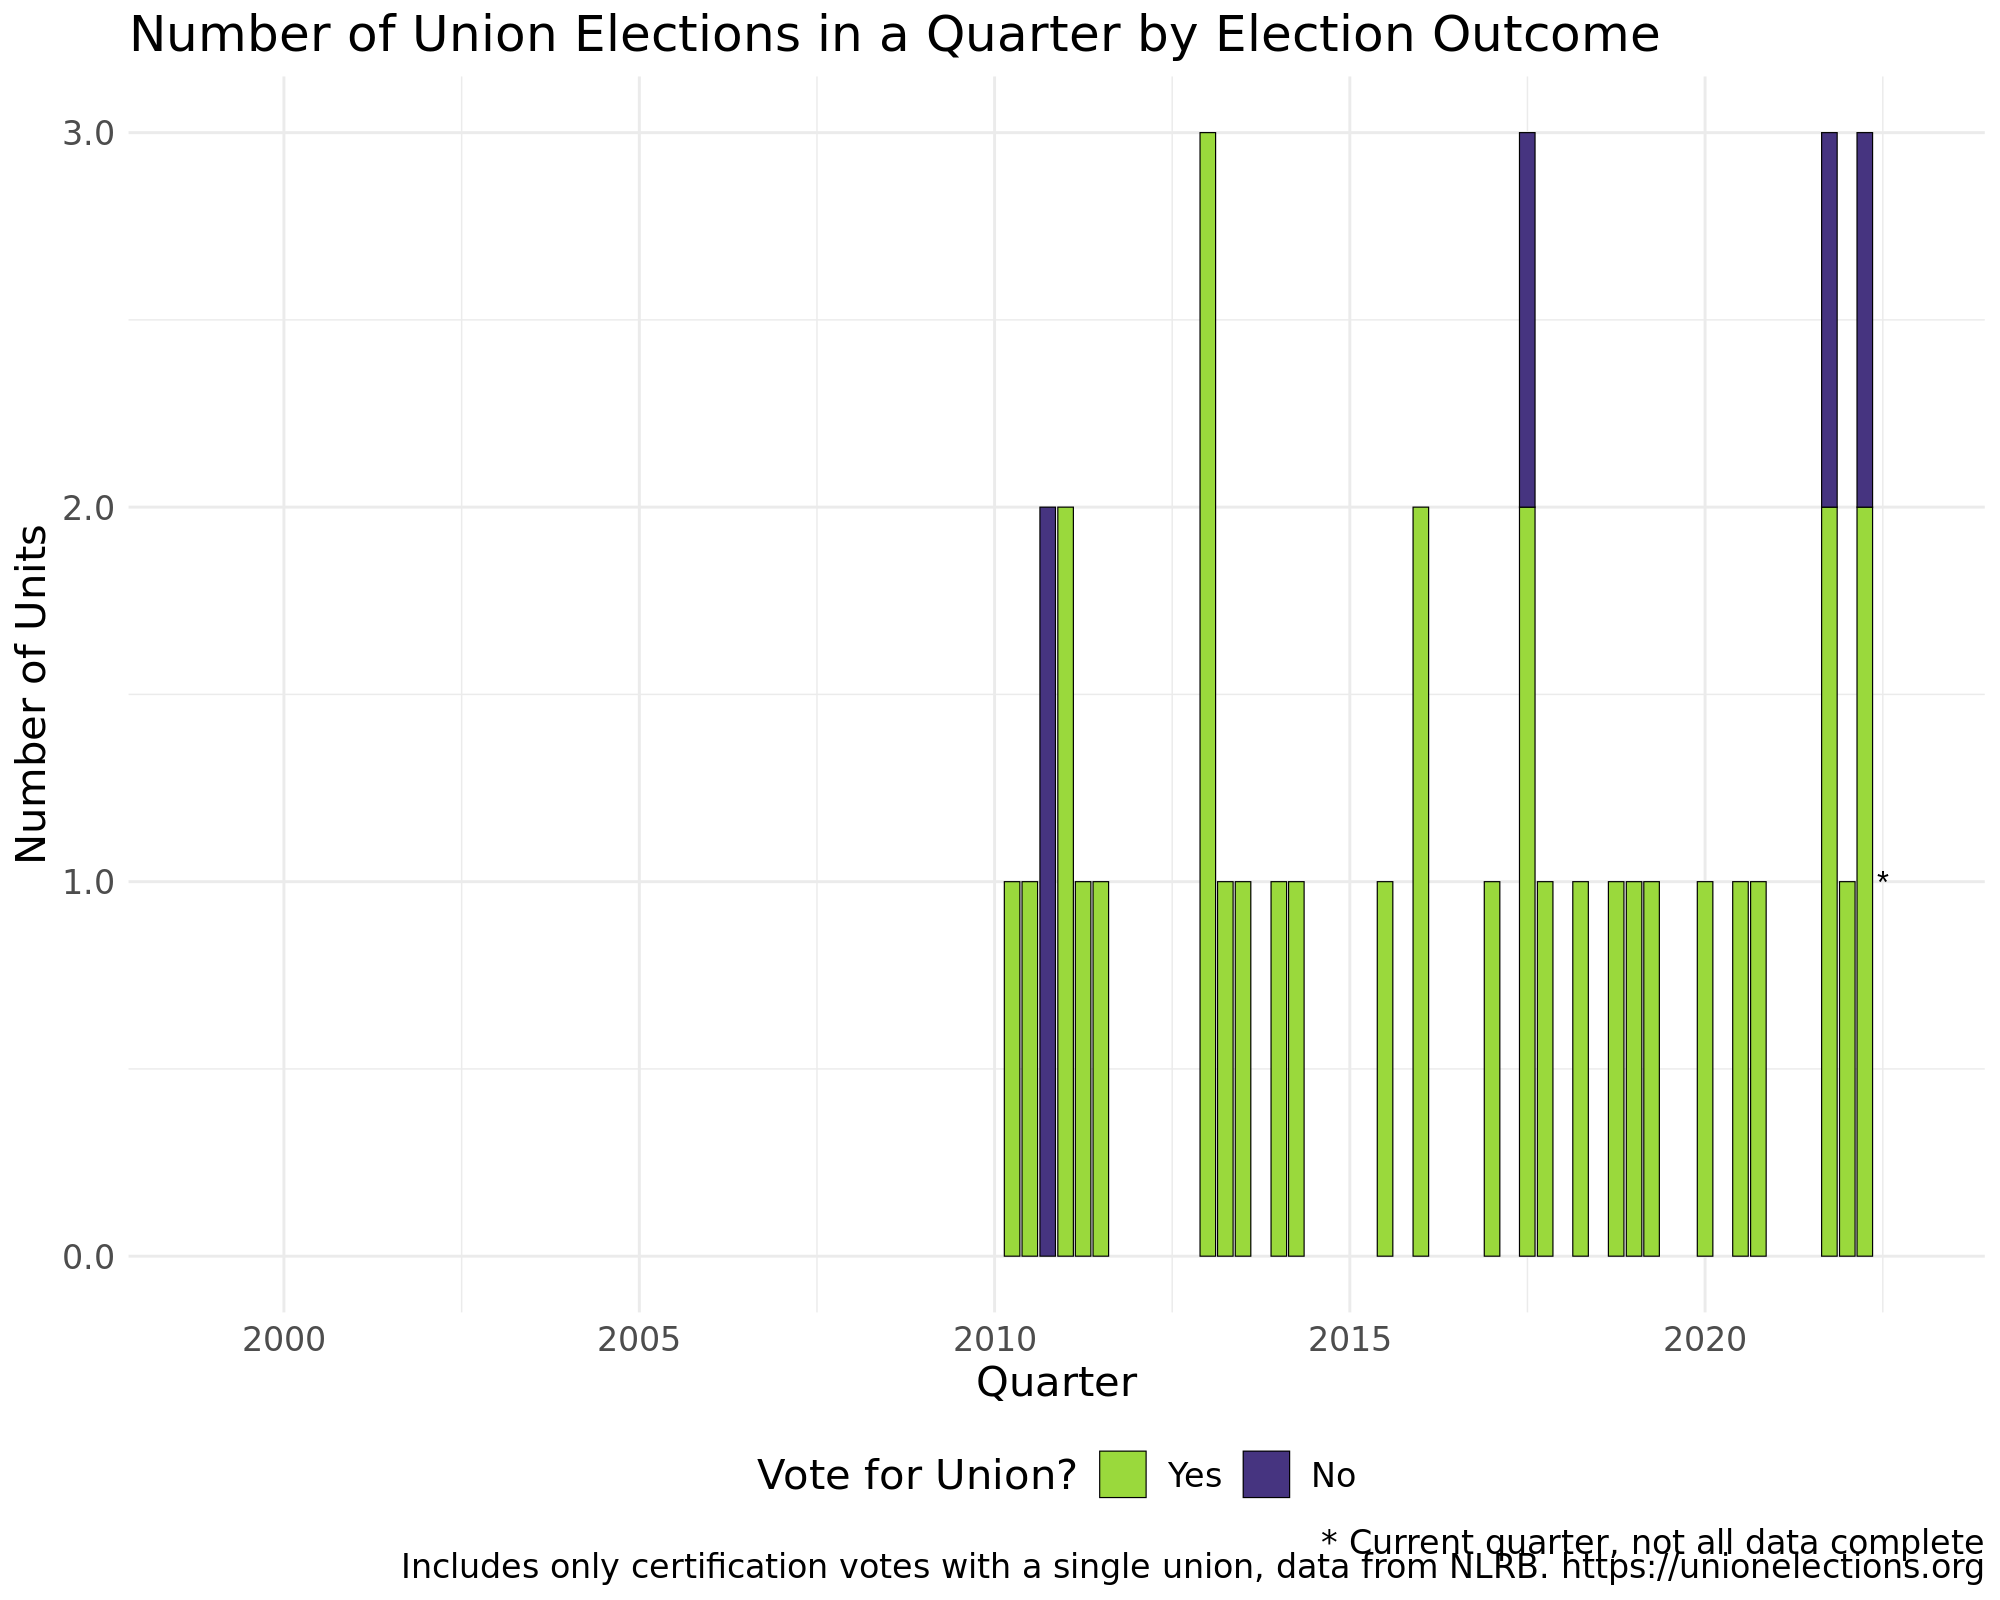 Number of Union Elections in a Quarter by Election Outcome
Number of Units
3.0
2.0
1.0
0.0
*
2000 2005 2010 2015 2020
Quarter
Vote for Union? Yes No
* Current quarter, not all data complete
Includes only certification votes with a single union, data from NLRB. https://unionelections.org